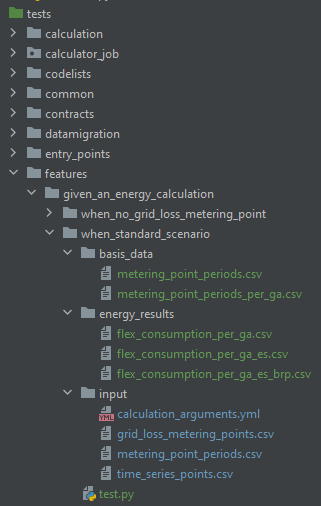 tests
calculation
calculator_job
codelists
common
contracts
datamigration
entry_points
features
given_an_energy_calculation
when_no_grid_loss_metering_point
when_standard_scenario
basis_data
metering_point_periods.csv
metering_point_periods_per_ga.csv
energy_results
flex_consumption_per_ga.csv
flex_consumption_per_ga_es.csv
flex_consumption_per_ga_es_brp.csv
input
YML calculation_arguments.yml
grid_loss_metering_points.csv
metering_point_periods.csv
time_series_points.csv
test.py